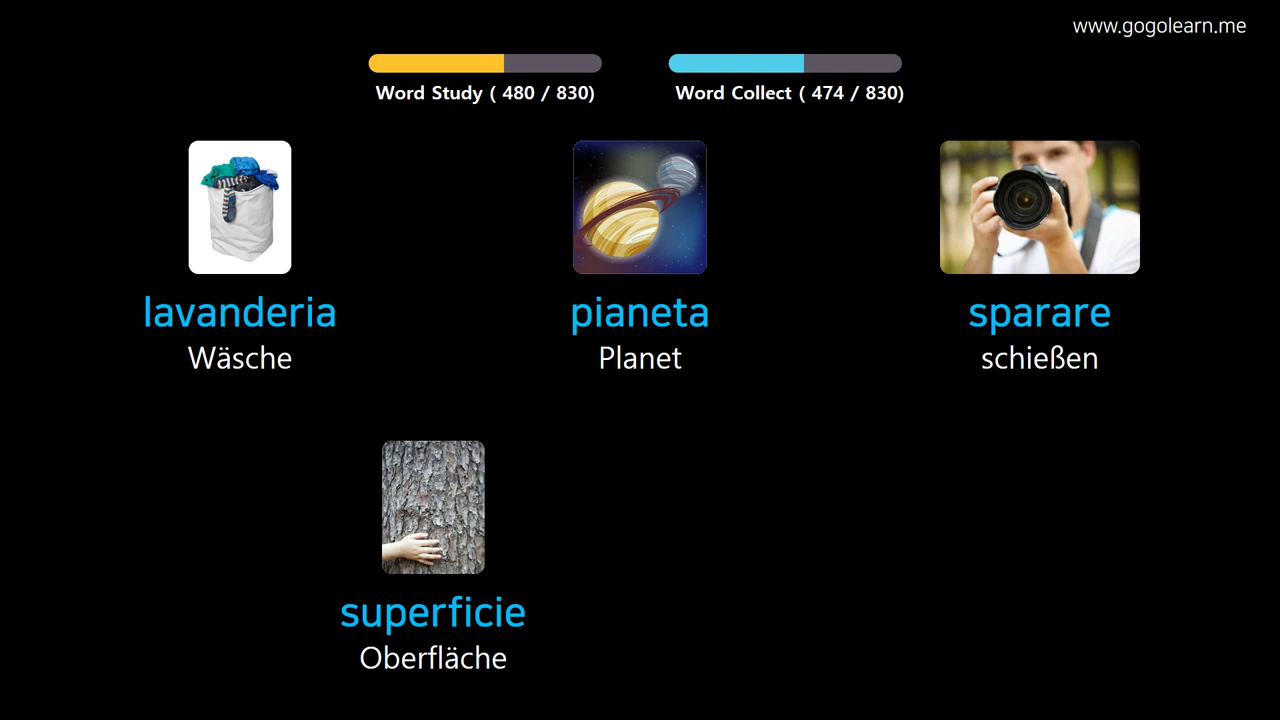 www.gogolearn.me
Word Study ( 480 / 830)
Word Collect ( 474 / 830)
lavanderia
Wäsche
pianeta
Planet
sparare
schießen
superficie
Oberfläche